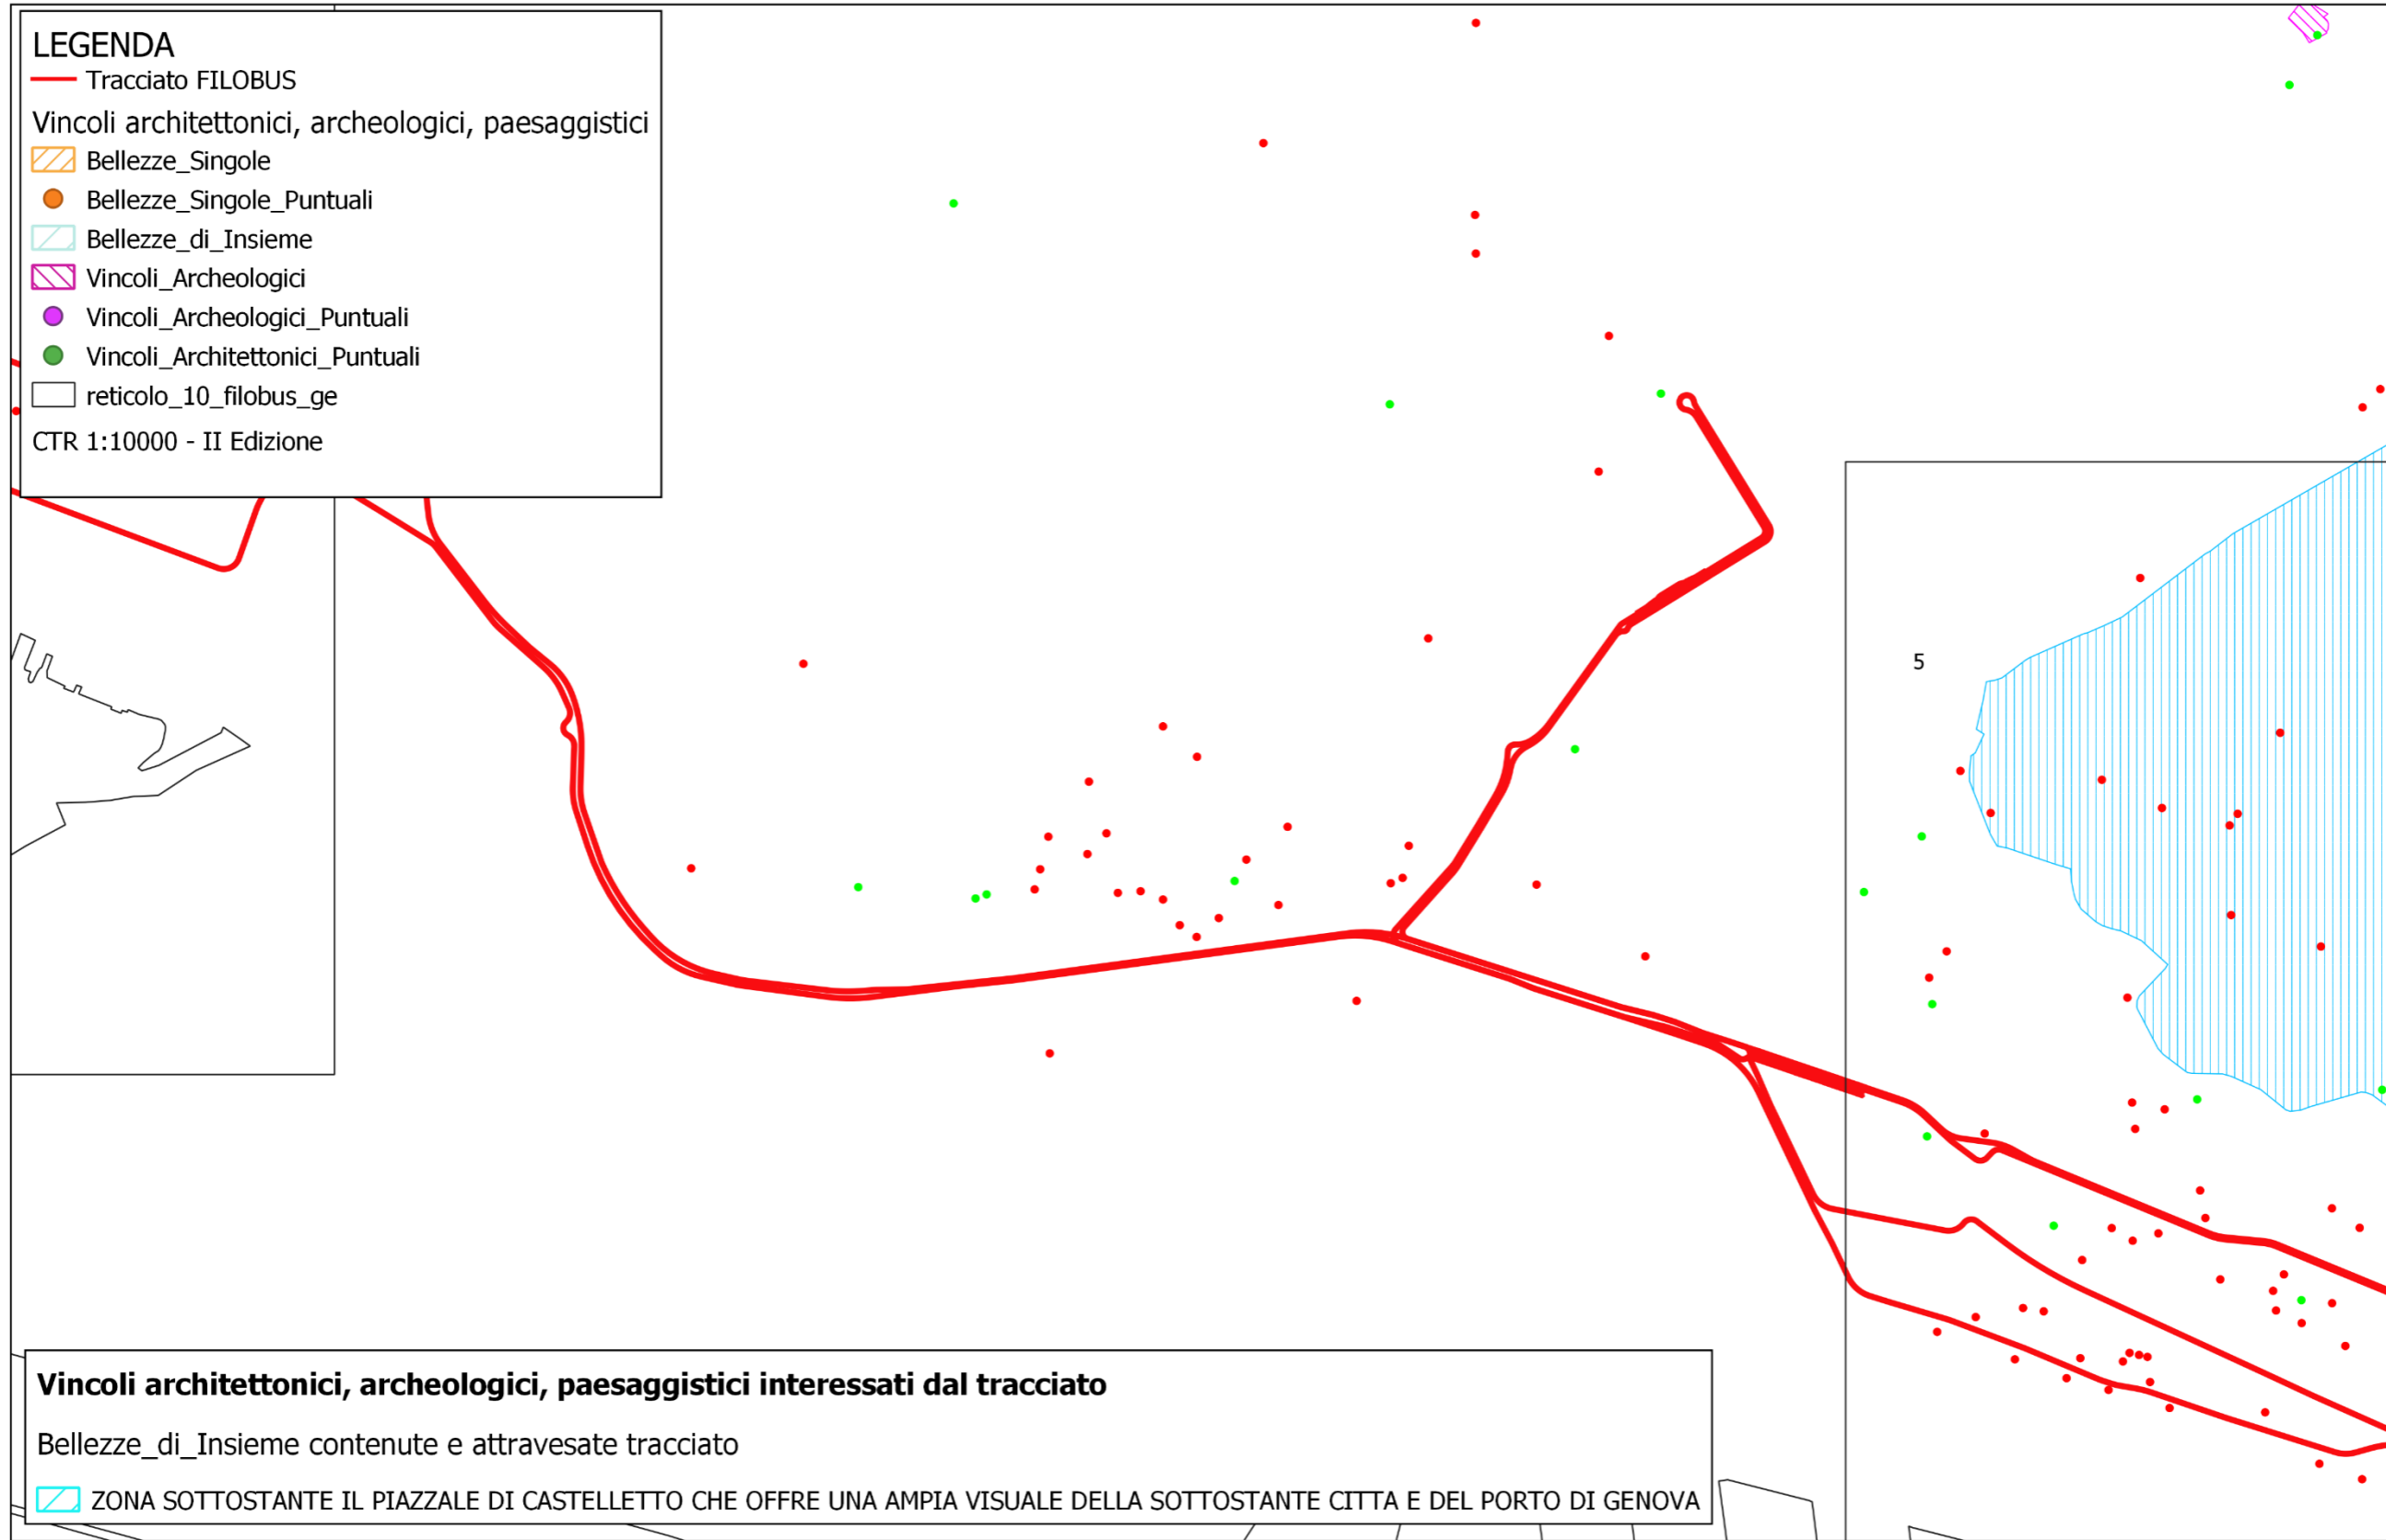 LEGENDA
Tracciato FILOBUS
Vincoli architettonici, archeologici, paesaggistici
Bellezze_Singole
Bellezze_Singole_Puntuali
Bellezze_di_Insieme
Vincoli_Archeologici
Vincoli_Archeologici_Puntuali
Vincoli_Architettonici_Puntuali
reticolo_10_filobus_ge
CTR 1:10000 - II Edizione
5
Vincoli architettonici, archeologici, paesaggistici interessati dal tracciato
Bellezze_di_Insieme contenute e attravesate tracciato
ZONA SOTTOSTANTE IL PIAZZALE DI CASTELLETTO CHE OFFRE UNA AMPIA VISUALE DELLA SOTTOSTANTE CITTA E DEL PORTO DI GENOVA